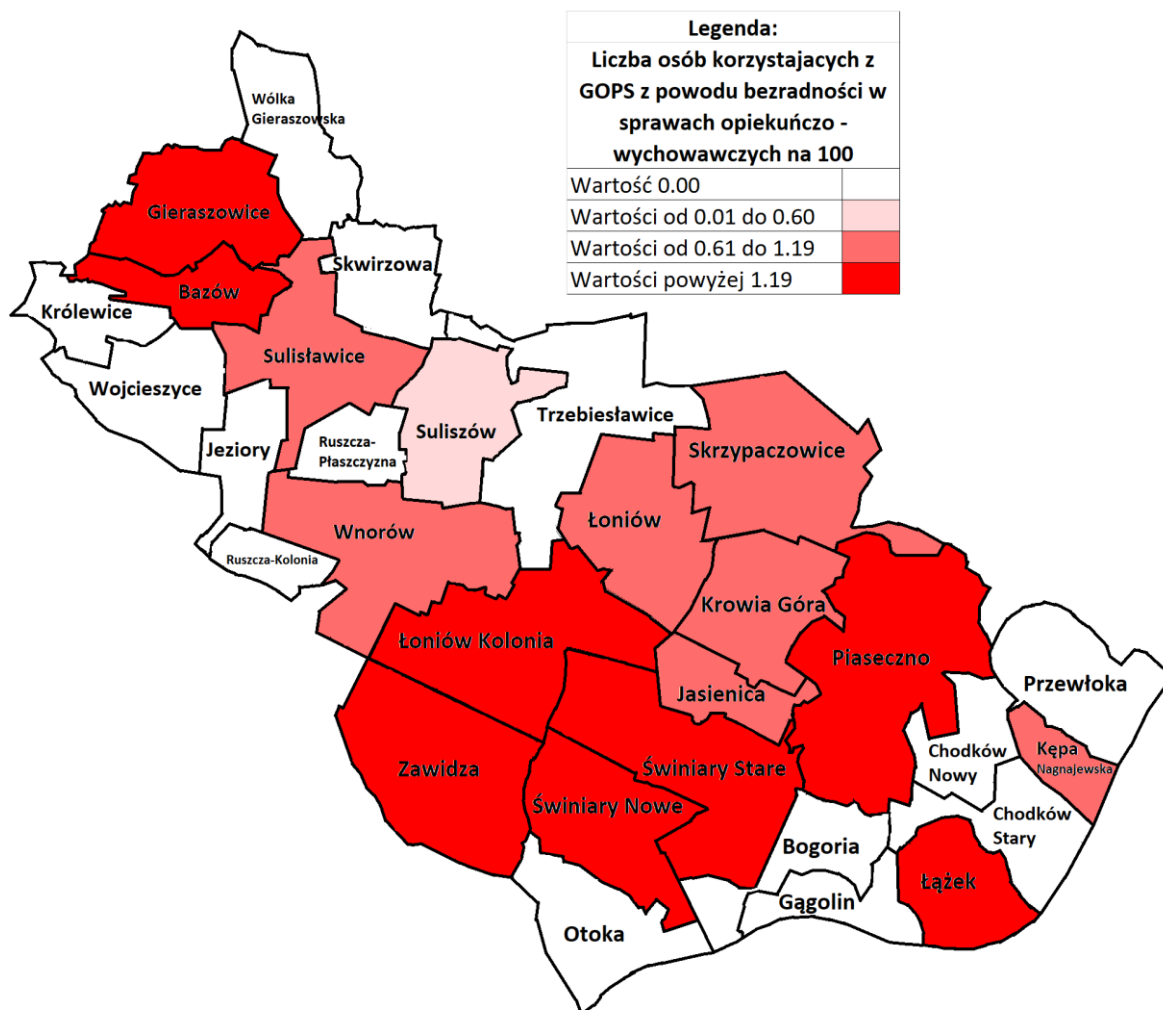 Legenda:
Liczba osób korzystajacych z
GOPS z powodu bezradności w
sprawach opiekuńczo -
wychowawczych na 100
Wartość 0.00
Wartości od 0.01 do 0.60
Wartości od 0.61 do 1.19
Wartości powyżej 1.19
Wólka
Gieraszowska
Gieraszowice
Skwirzowa
Bazów
Królewice
Sulisławice
Wojcieszyce
Trzebiesławice
Suliszów
Ruszcza-
Płaszczyzna
Jeziory
Skrzypaczowice
Łoniów
Wnorów
Ruszcza-Kolonia
Krowia Góra
Łoniów Kolonia
Piaseczno
Przewłoka
Jasienica
Kępa
Nagnajewska
Chodków
Nowy
Zawidza
Świniary Stare
Świniary Nowe
Chodków
Stary
Bogoria
Łążek
Gągolin
Otoka